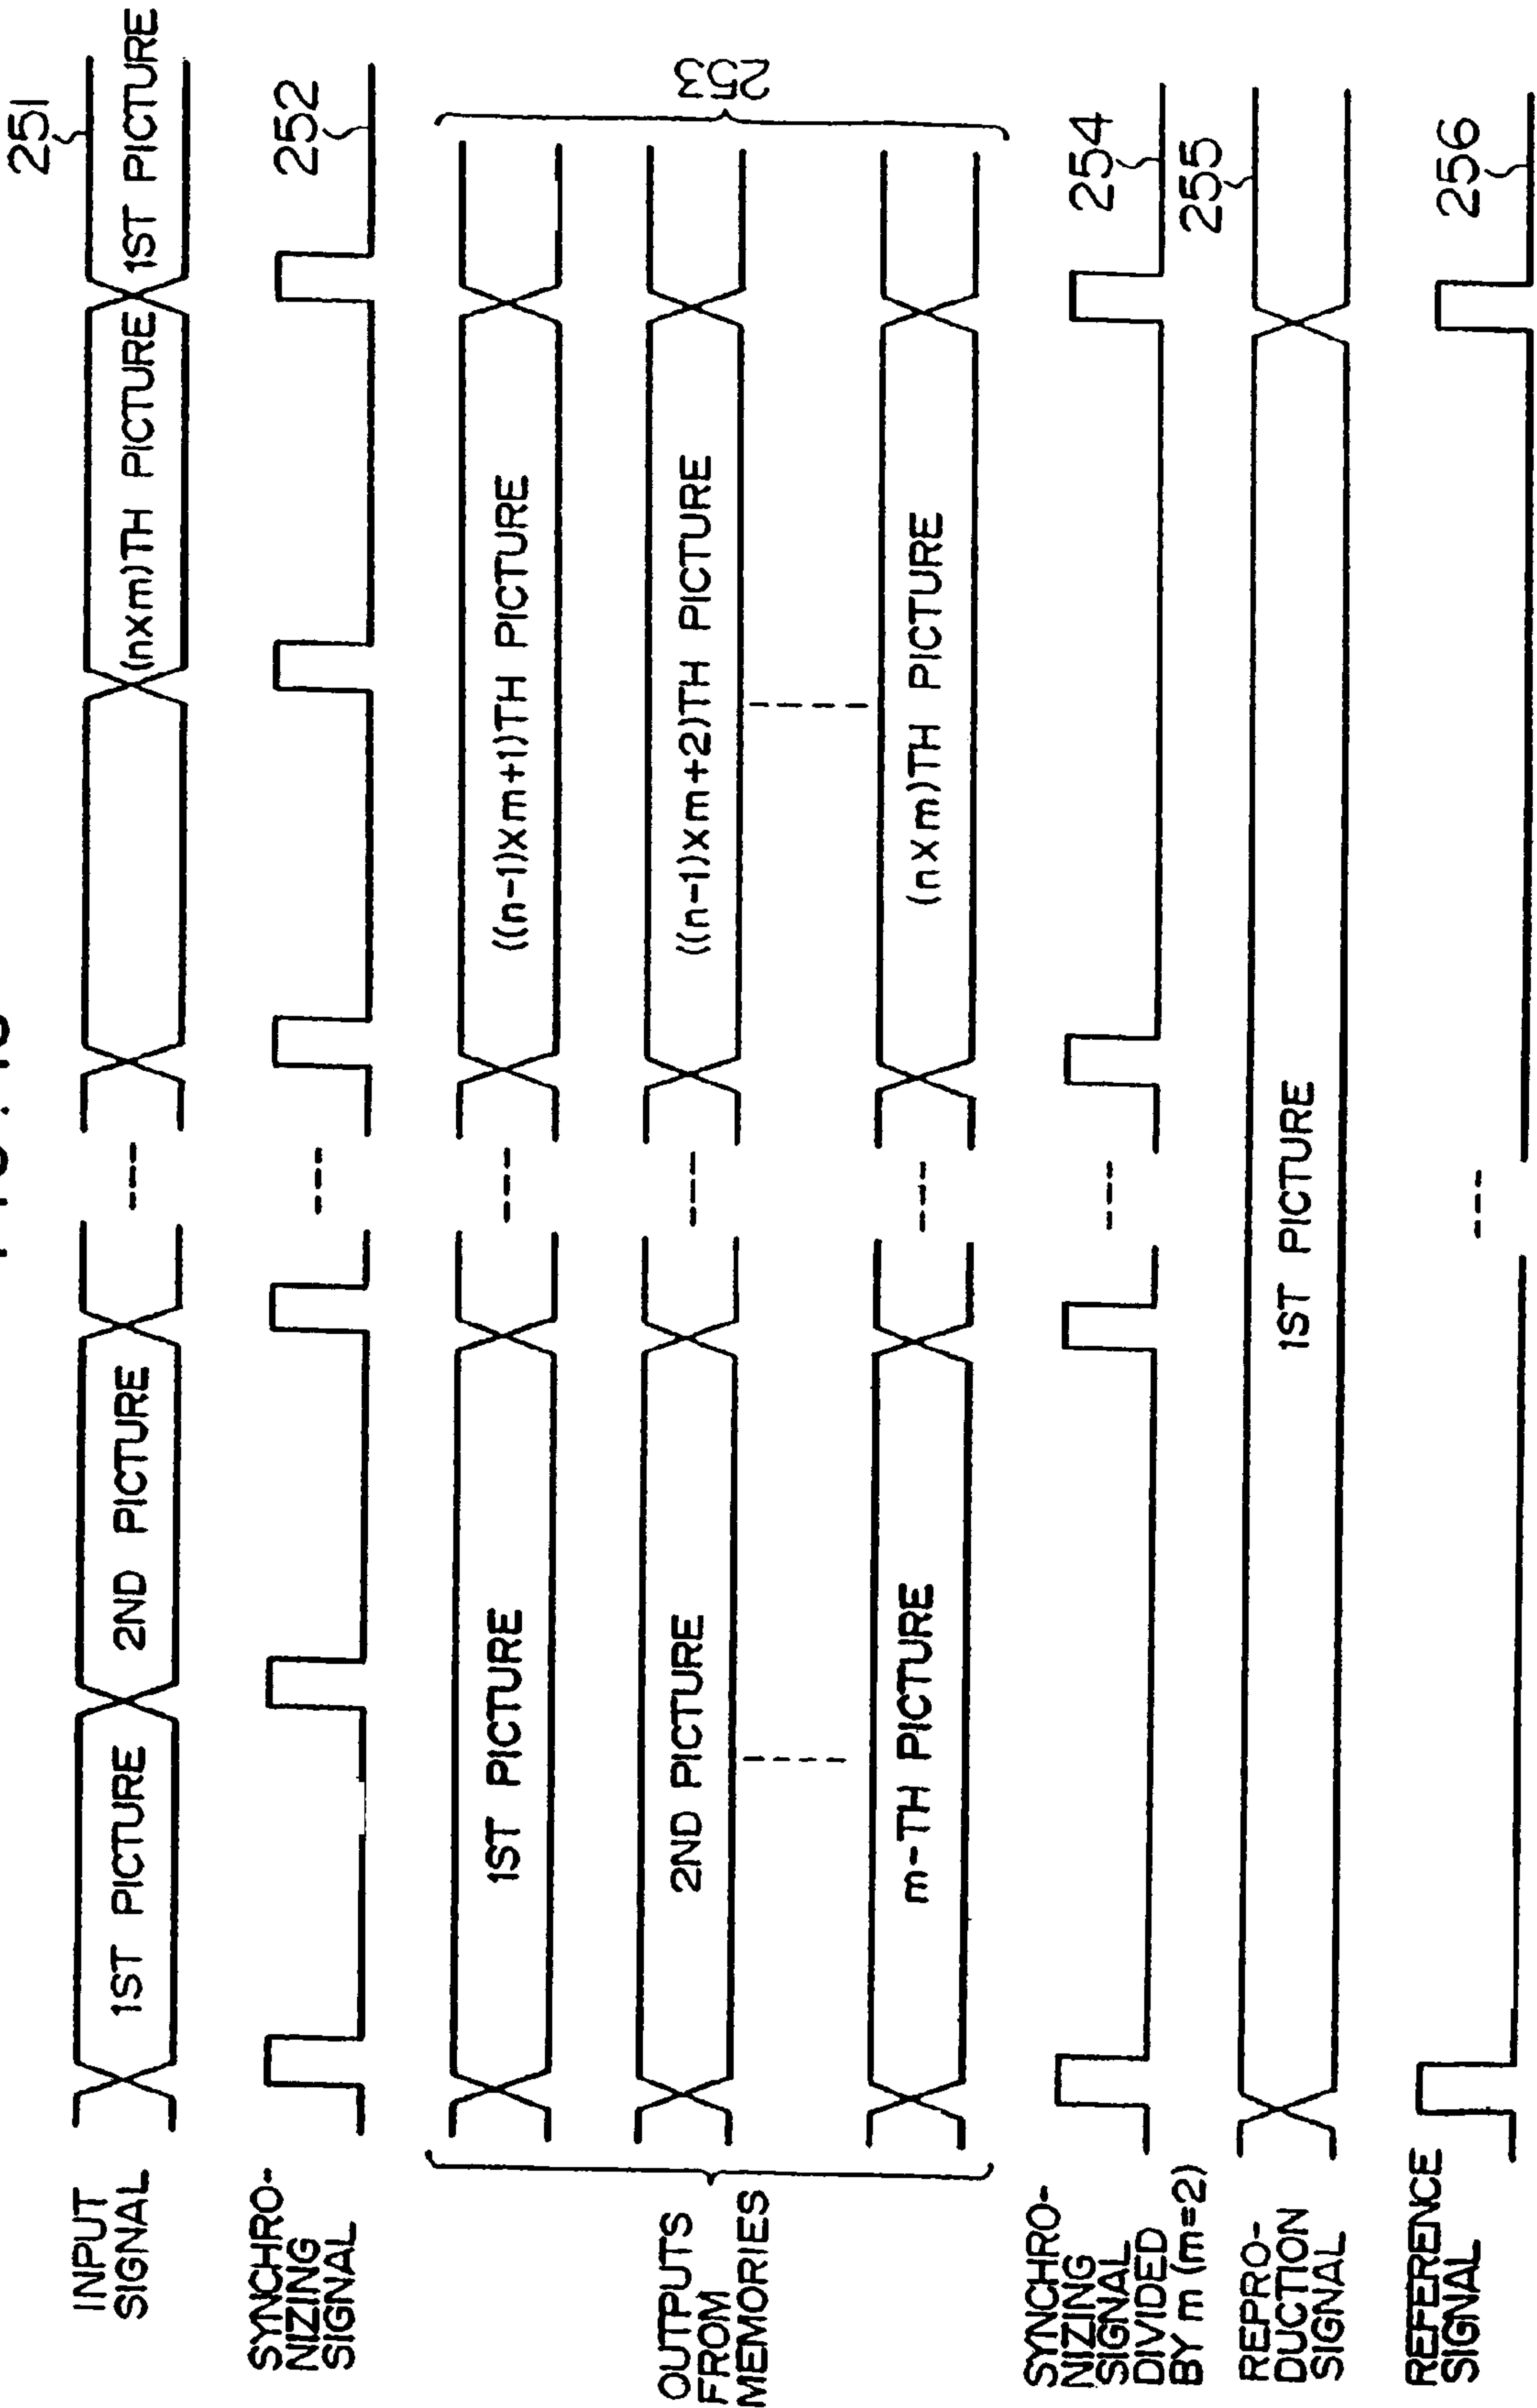 INPUT
SIGNAL
1ST PICTURE
2ND PICTURE
---
(n×m)TH PICTURE
1ST PICTURE
251
SYNCHRO-
NIZING
SIGNAL
---
252
OUTPUTS
FROM
MEMORIES
1ST PICTURE
---
((n-1)×m+1)TH PICTURE
2ND PICTURE
---
((n-1)×m+2)TH PICTURE
m-TH PICTURE
---
(n×m)TH PICTURE
253
SYNCHRO-
NIZING
SIGNAL
DIVIDED
BY m (m=2)
---
254
REPRO-
DUCTION
SIGNAL
1ST PICTURE
255
REFERENCE
SIGNAL
---
256